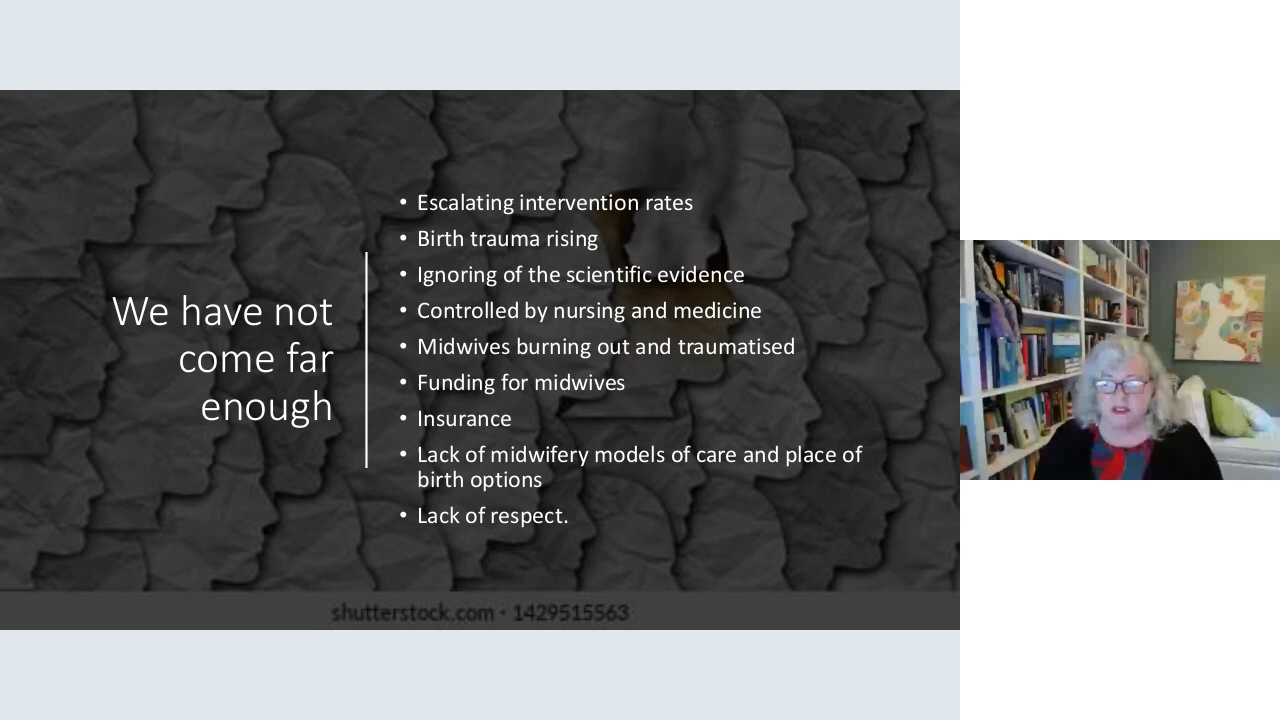 We have not
come far
enough
• Escalating intervention rates
• Birth trauma rising
• Ignoring of the scientific evidence
• Controlled by nursing and medicine
• Midwives burning out and traumatised
• Funding for midwives
• Insurance
• Lack of midwifery models of care and place of
birth options
• Lack of respect.
shutterstock.com · 1429515563